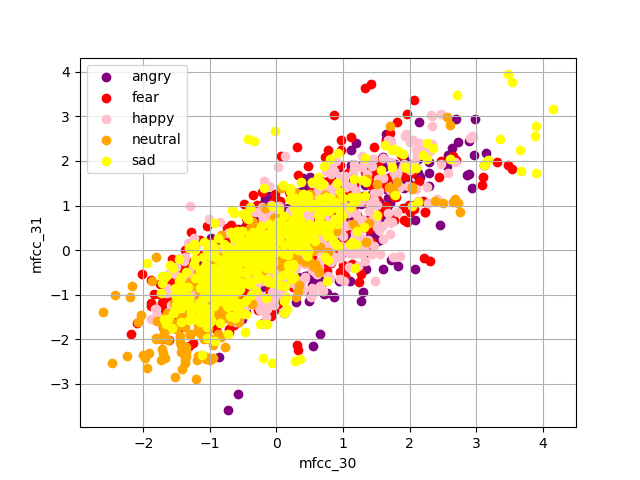 angry
fear
happy
neutral
sad
4
3
2
1
0
−1
−2
−3
mfcc_31
−2 −1 0 1 2 3 4
mfcc_30